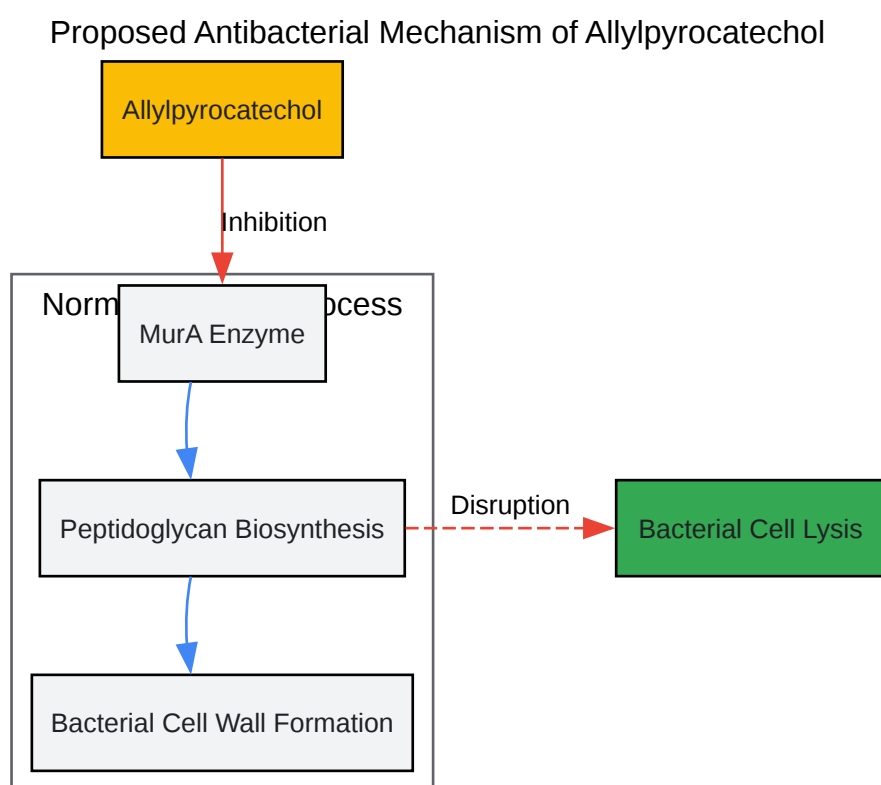 Proposed Antibacterial Mechanism of Allylpyrocatechol
Allylpyrocatechol
Inhibition
Norm ocess
MurA Enzyme
Peptidoglycan Biosynthesis
Disruption
Bacterial Cell Lysis
Bacterial Cell Wall Formation